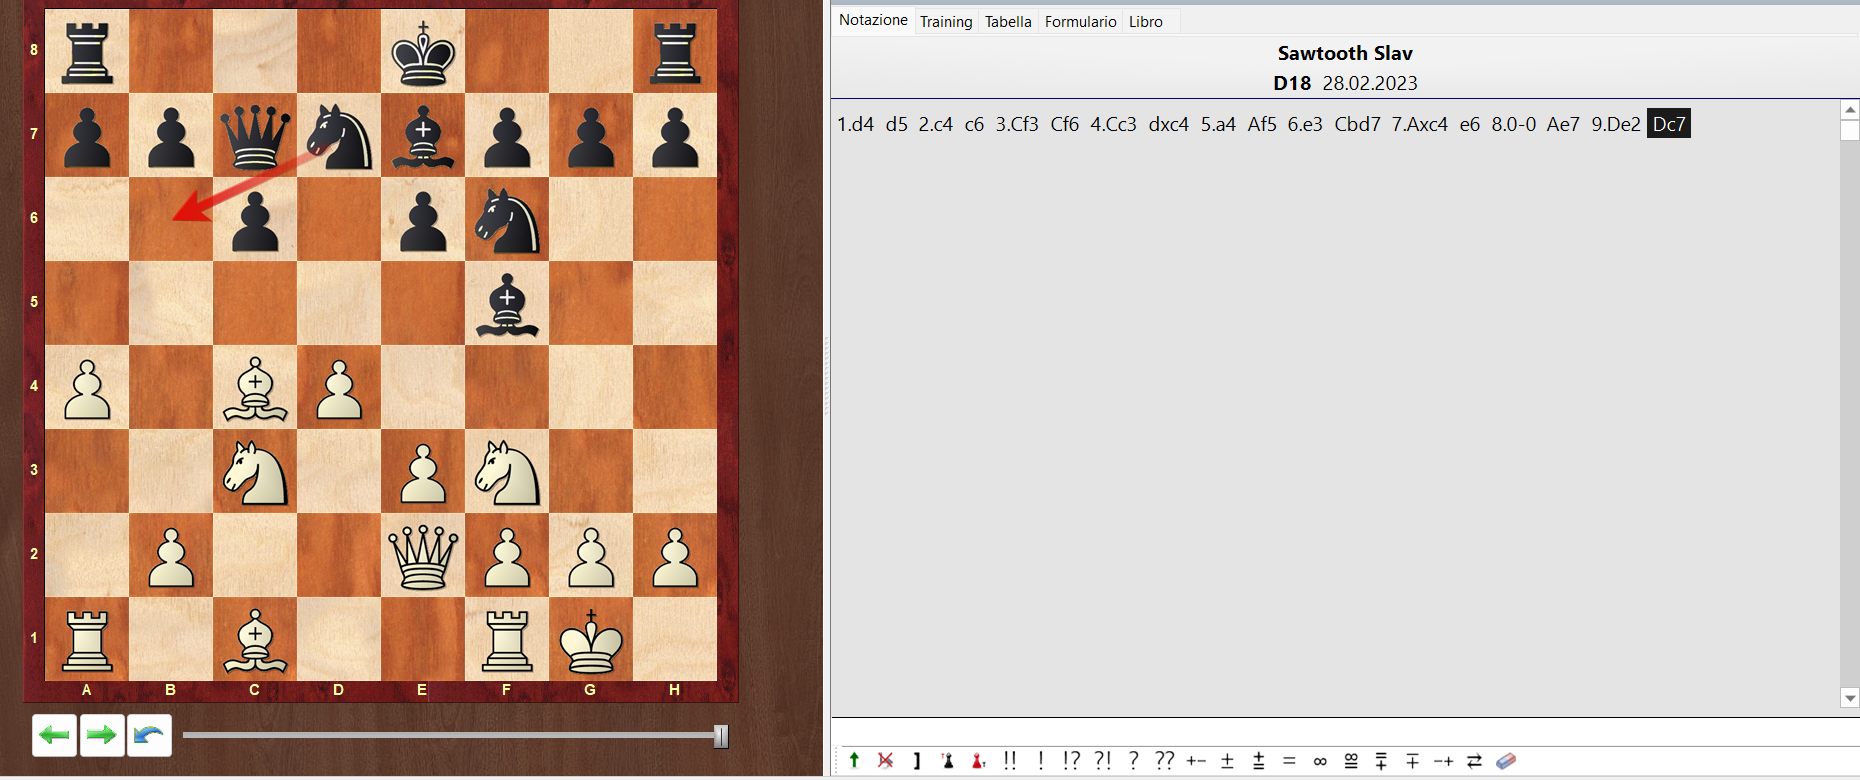 Notazione Training Tabella Formulario Libro
Sawtooth Slav
D18 28.02.2023
1.d4 d5 2.c4 c6 3.Cf3 Cf6 4.Cc3 dxc4 5.a4 Af5 6.e3 Cbd7 7.Axc4 e6 8.0-0 Ae7 9.De2 Dc7
8
7
6
5
4
3
2
1
A B C D E F G H
] !! ! !? ?! ? ?? +- ± ⩲ = ∞ ⩱ ∓ -+ ⇄